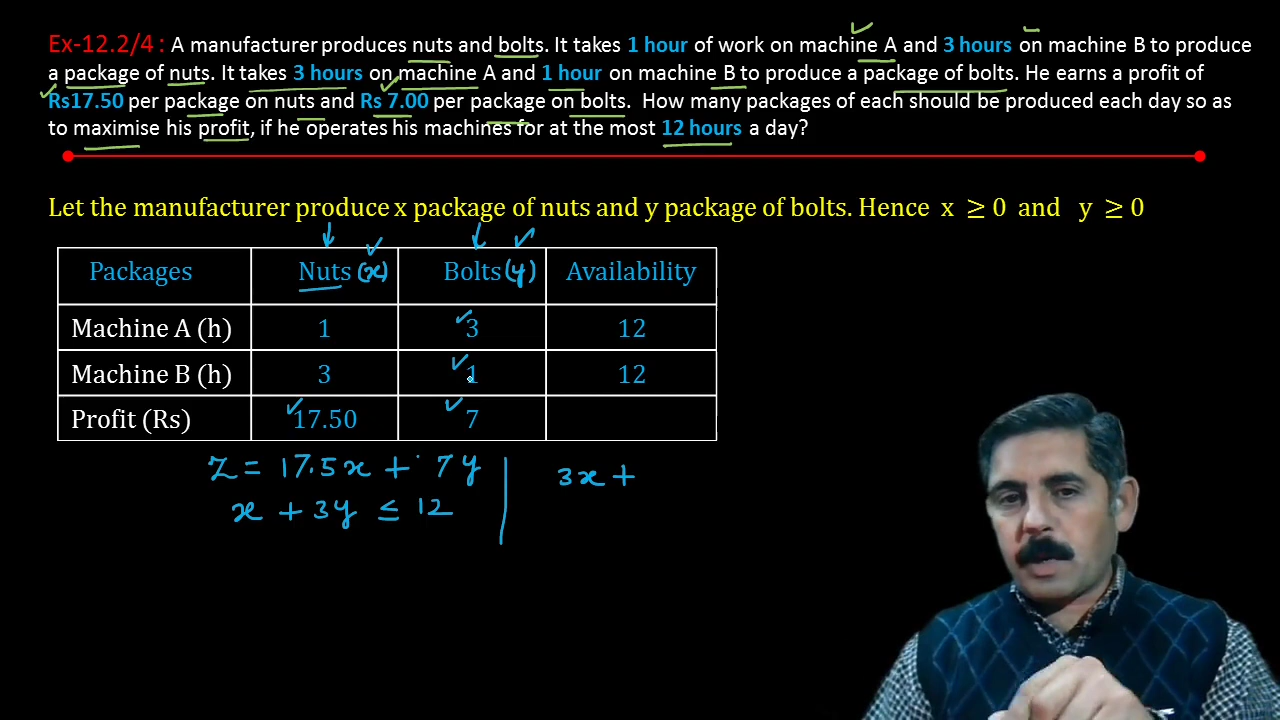 Ex-12.2/4 : A manufacturer produces nuts and bolts. It takes 1 hour of work on machine A and 3 hours on machine B to produce
a package of nuts. It takes 3 hours on machine A and 1 hour on machine B to produce a package of bolts. He earns a profit of
Rs17.50 per package on nuts and Rs 7.00 per package on bolts. How many packages of each should be produced each day so as
to maximise his profit, if he operates his machines for at the most 12 hours a day?
Let the manufacturer produce x package of nuts and y package of bolts. Hence x ≥ 0 and y ≥ 0
Packages Nuts (x) Bolts (y) Availability
Machine A (h) 1 3 12
Machine B (h) 3 1 12
Profit (Rs) 17.50 7
Z = 17.5x + 7y
3x +
x + 3y ≤ 12